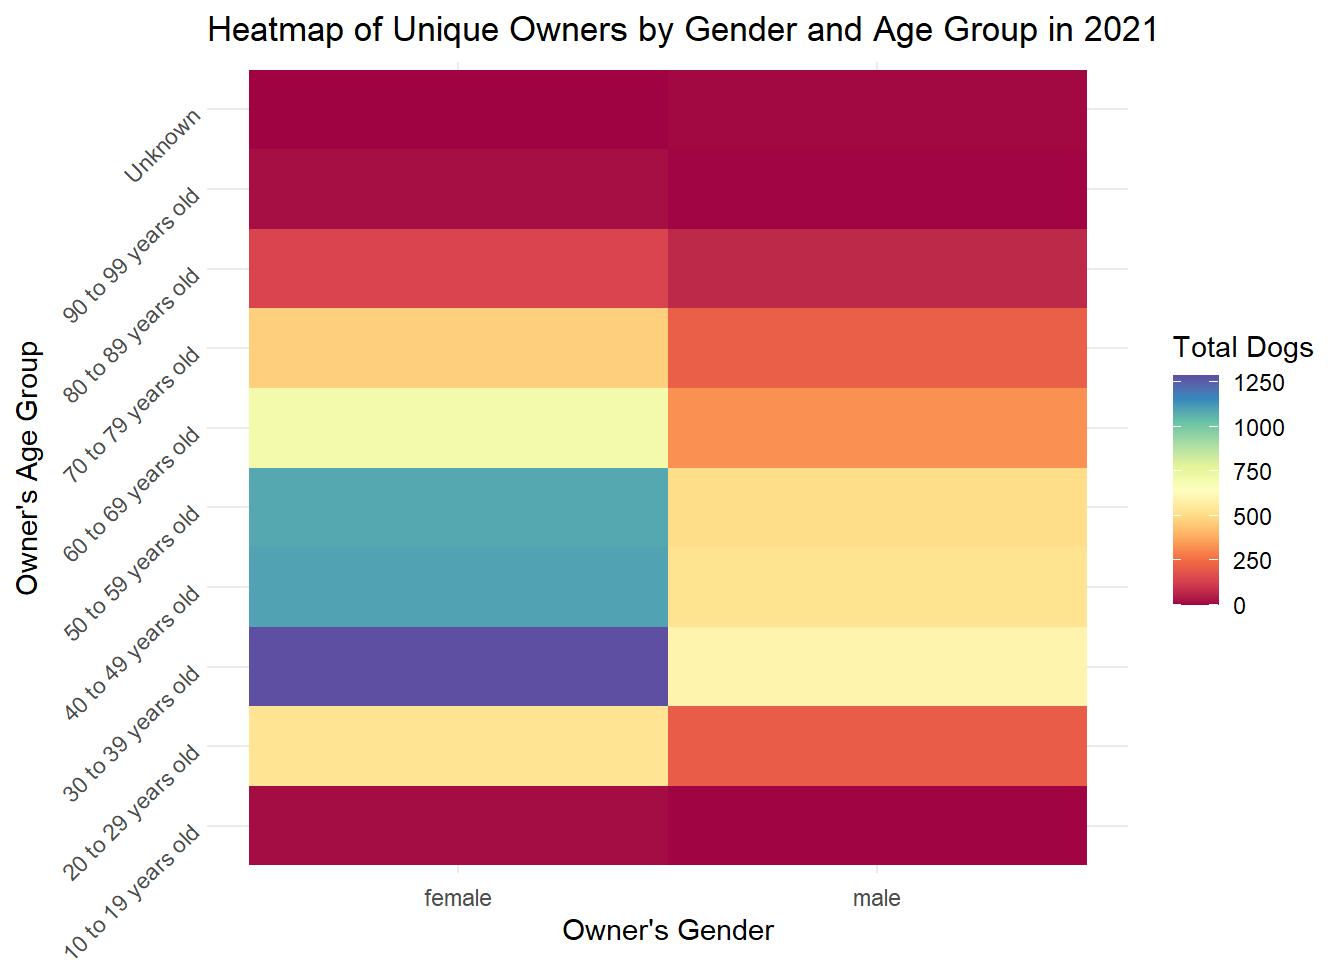 Heatmap of Unique Owners by Gender and Age Group in 2021
Owner's Age Group
Unknown
90 to 99 years old
80 to 89 years old
70 to 79 years old
60 to 69 years old
50 to 59 years old
40 to 49 years old
30 to 39 years old
20 to 29 years old
10 to 19 years old
female
male
Owner's Gender
Total Dogs
1250
1000
750
500
250
0